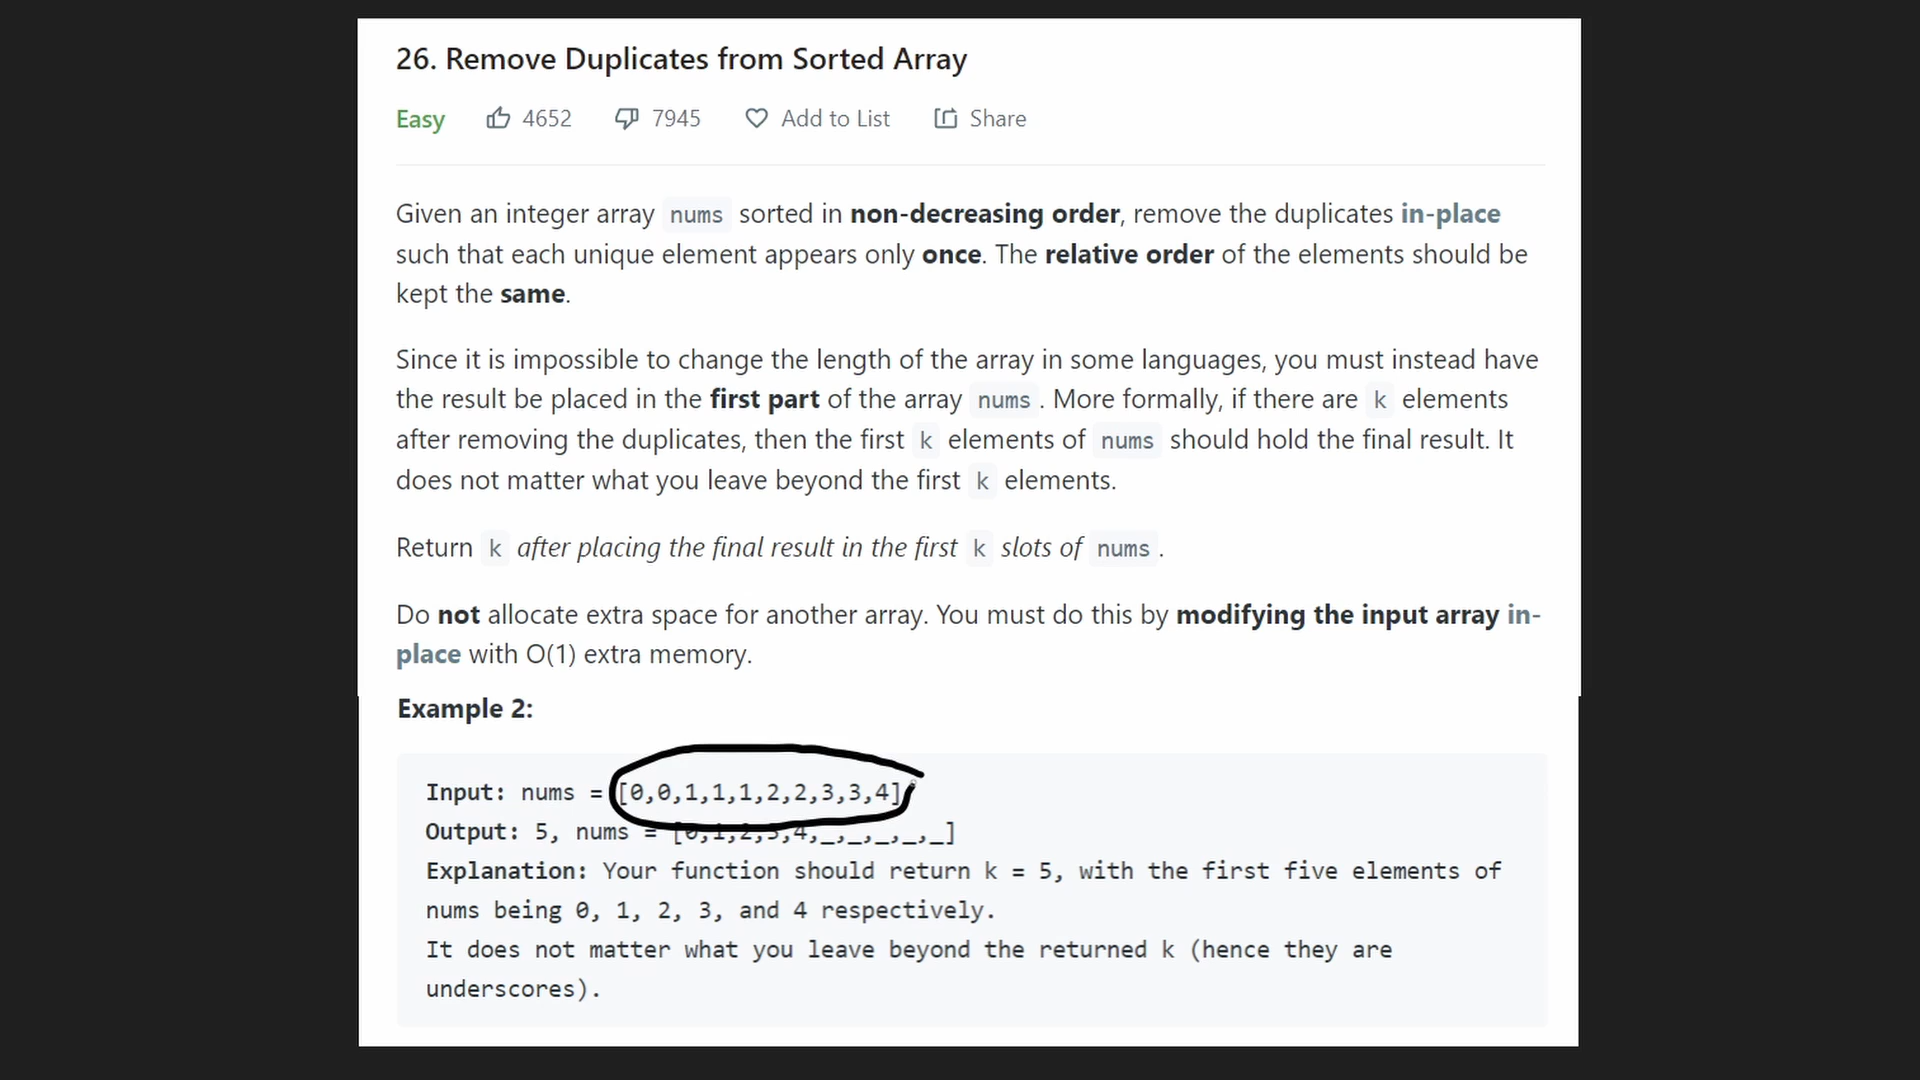 26. Remove Duplicates from Sorted Array
Easy 4652 7945 Add to List Share
Given an integer array nums sorted in non-decreasing order, remove the duplicates in-place
such that each unique element appears only once. The relative order of the elements should be
kept the same.
Since it is impossible to change the length of the array in some languages, you must instead have
the result be placed in the first part of the array nums. More formally, if there are k elements
after removing the duplicates, then the first k elements of nums should hold the final result. It
does not matter what you leave beyond the first k elements.
Return k after placing the final result in the first k slots of nums.
Do not allocate extra space for another array. You must do this by modifying the input array in-
place with O(1) extra memory.
Example 2:
Input: nums = [0,0,1,1,1,2,2,3,3,4]
Output: 5, nums = [0,1,2,3,4,_,_,_,_,_]
Explanation: Your function should return k = 5, with the first five elements of
nums being 0, 1, 2, 3, and 4 respectively.
It does not matter what you leave beyond the returned k (hence they are
underscores).